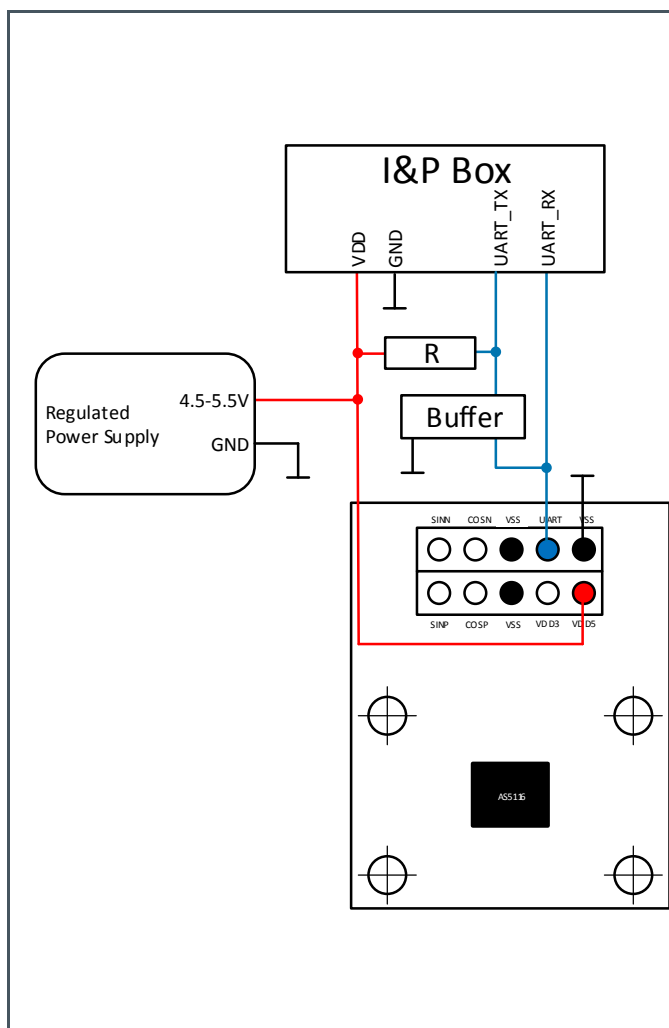 I&P Box
VDD
GND
UART_TX
UART_RX
R
Regulated
Power Supply
4.5-5.5V
GND
Buffer
SINN COSN VSS UART VSS
SINP COSP VSS VDD3 VDD5
AS5116